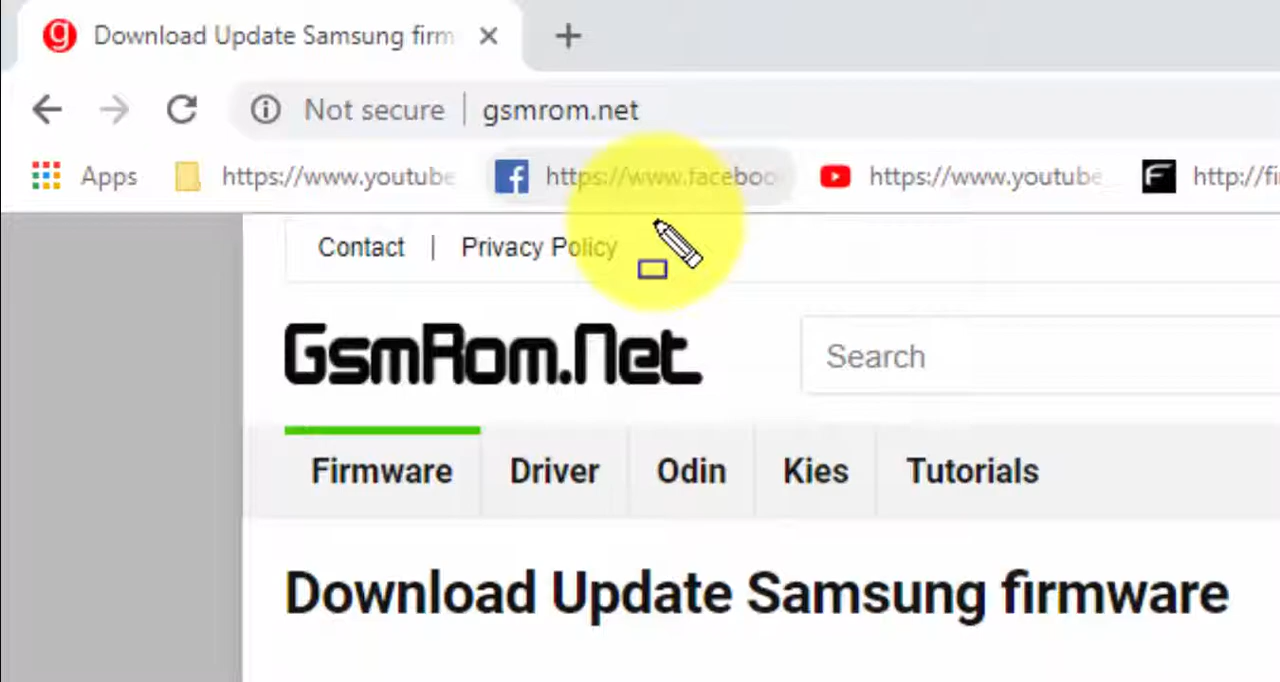 Download Update Samsung firm
Not secure | gsmrom.net
Apps https://www.youtube https://www.faceboo https://www.youtube http://fi
Contact | Privacy Policy
GsmRom.Net Search
Firmware Driver Odin Kies Tutorials
Download Update Samsung firmware